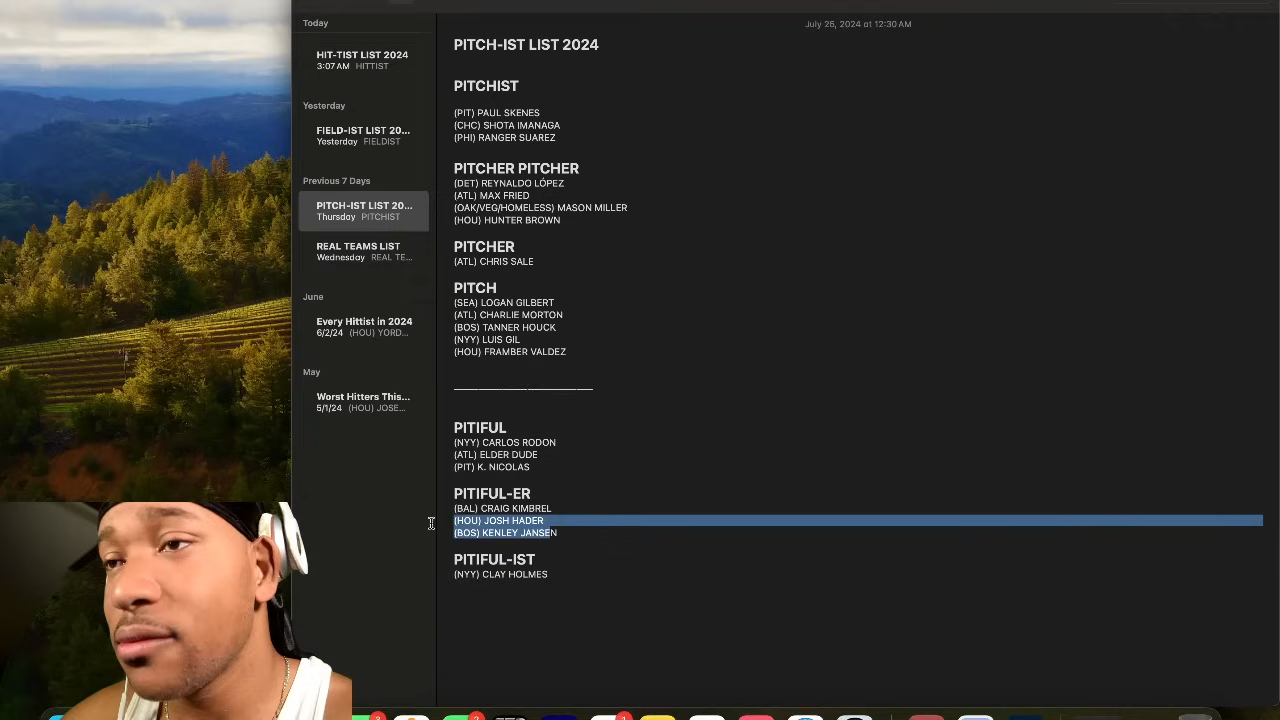 Today
HIT-TIST LIST 2024
3:07 AM HITTIST
Yesterday
FIELD-IST LIST 20...
Yesterday FIELDIST
Previous 7 Days
PITCH-IST LIST 20...
Thursday PITCHIST
REAL TEAMS LIST
Wednesday REAL TE...
June
Every Hittist in 2024
6/2/24 (HOU) YORD...
May
Worst Hitters This...
5/1/24 (HOU) JOSE...
July 25, 2024 at 12:30 AM
PITCH-IST LIST 2024
PITCHIST
(PIT) PAUL SKENES
(CHC) SHOTA IMANAGA
(PHI) RANGER SUAREZ
PITCHER PITCHER
(DET) REYNALDO LÓPEZ
(ATL) MAX FRIED
(OAK/VEG/HOMELESS) MASON MILLER
(HOU) HUNTER BROWN
PITCHER
(ATL) CHRIS SALE
PITCH
(SEA) LOGAN GILBERT
(ATL) CHARLIE MORTON
(BOS) TANNER HOUCK
(NYY) LUIS GIL
(HOU) FRAMBER VALDEZ
PITIFUL
(NYY) CARLOS RODON
(ATL) ELDER DUDE
(PIT) K. NICOLAS
PITIFUL-ER
(BAL) CRAIG KIMBREL
(HOU) JOSH HADER
(BOS) KENLEY JANSEN
PITIFUL-IST
(NYY) CLAY HOLMES